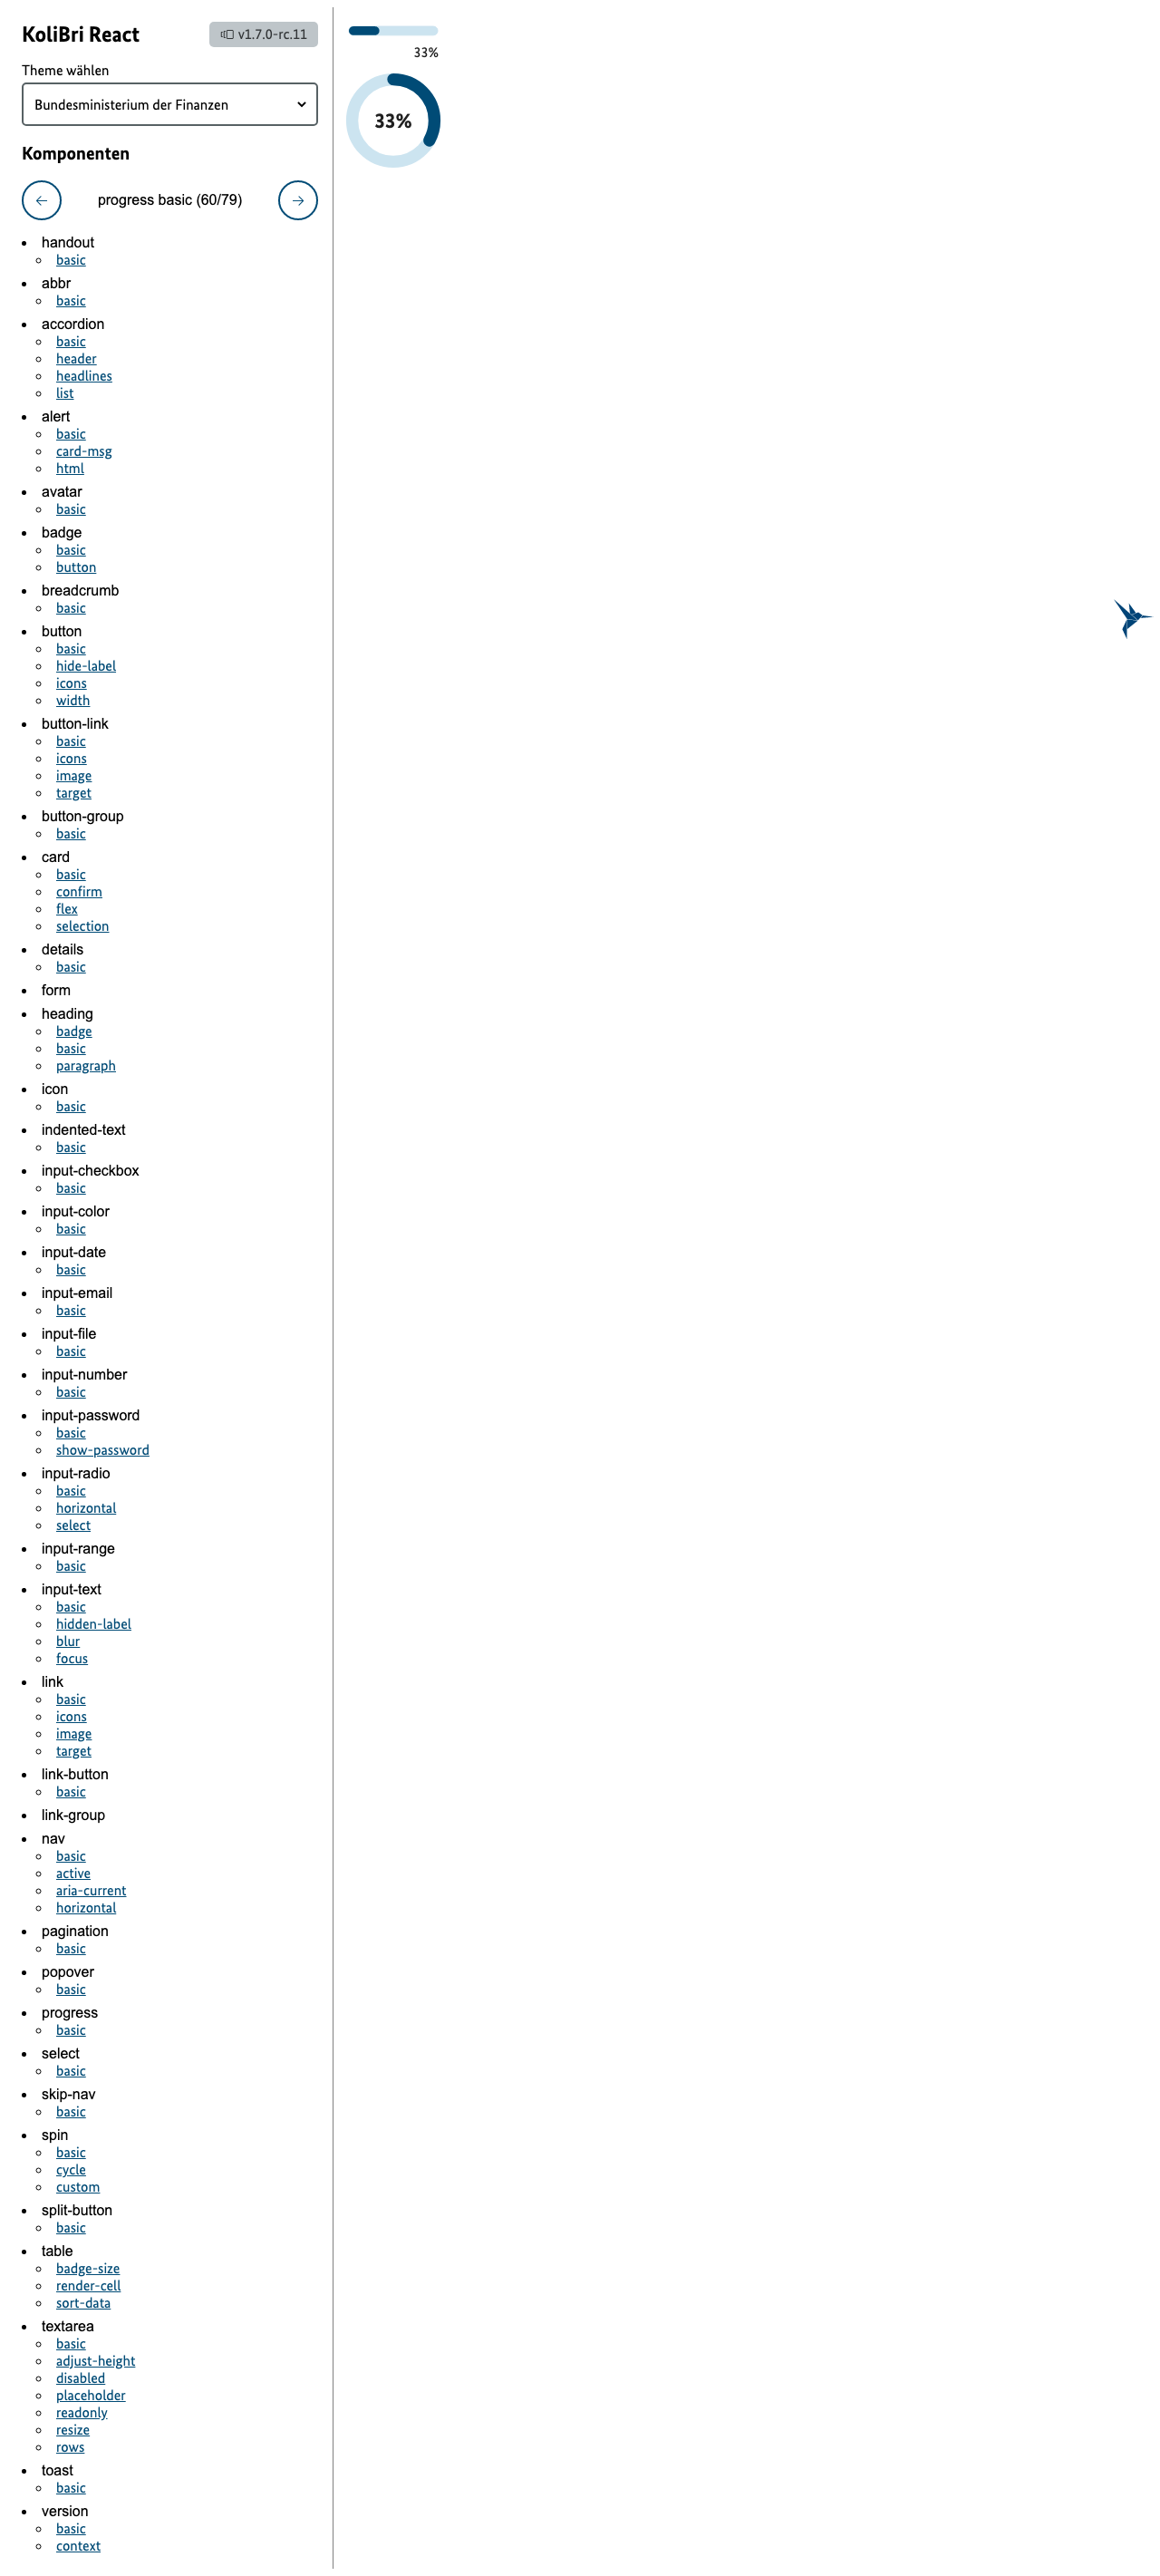 KoliBri React
v1.7.0-rc.11
Theme wählen
Bundesministerium der Finanzen
Komponenten
progress basic (60/79)
handout
basic
abbr
basic
accordion
basic
header
headlines
list
alert
basic
card-msg
html
avatar
basic
badge
basic
button
breadcrumb
basic
button
basic
hide-label
icons
width
button-link
basic
icons
image
target
button-group
basic
card
basic
confirm
flex
selection
details
basic
form
heading
badge
basic
paragraph
icon
basic
indented-text
basic
input-checkbox
basic
input-color
basic
input-date
basic
input-email
basic
input-file
basic
input-number
basic
input-password
basic
show-password
input-radio
basic
horizontal
select
input-range
basic
input-text
basic
hidden-label
blur
focus
link
basic
icons
image
target
link-button
basic
link-group
nav
basic
active
aria-current
horizontal
pagination
basic
popover
basic
progress
basic
select
basic
skip-nav
basic
spin
basic
cycle
custom
split-button
basic
table
badge-size
render-cell
sort-data
textarea
basic
adjust-height
disabled
placeholder
readonly
resize
rows
toast
basic
version
basic
context
33%
33%